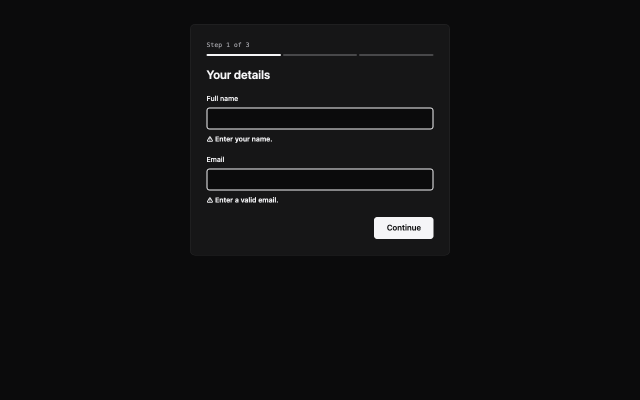 Step 1 of 3
Your details
Full name
⚠ Enter your name.
Email
⚠ Enter a valid email.
Continue